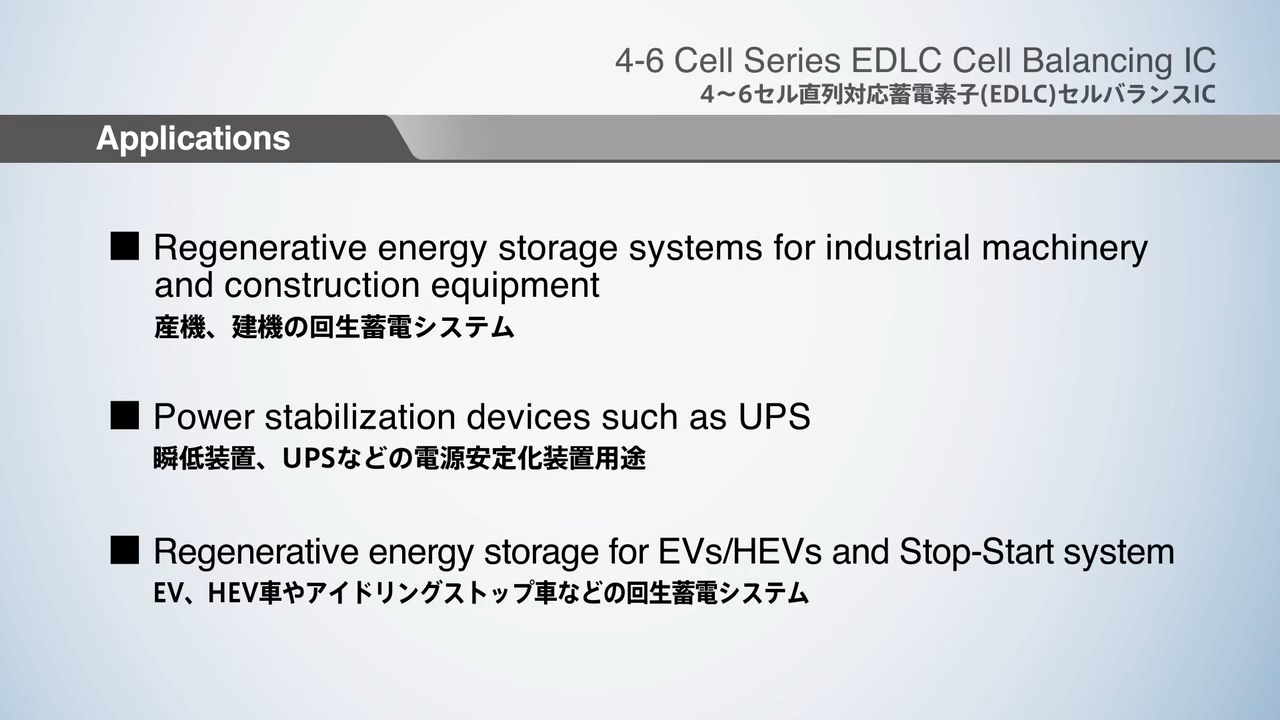 4-6 Cell Series EDLC Cell Balancing IC
4～6セル直列対応蓄電素子(EDLC)セルバランスIC
Applications
■ Regenerative energy storage systems for industrial machinery
and construction equipment
産機、建機の回生蓄電システム
■ Power stabilization devices such as UPS
瞬低装置、UPSなどの電源安定化装置用途
■ Regenerative energy storage for EVs/HEVs and Stop-Start system
EV、HEV車やアイドリングストップ車などの回生蓄電システム